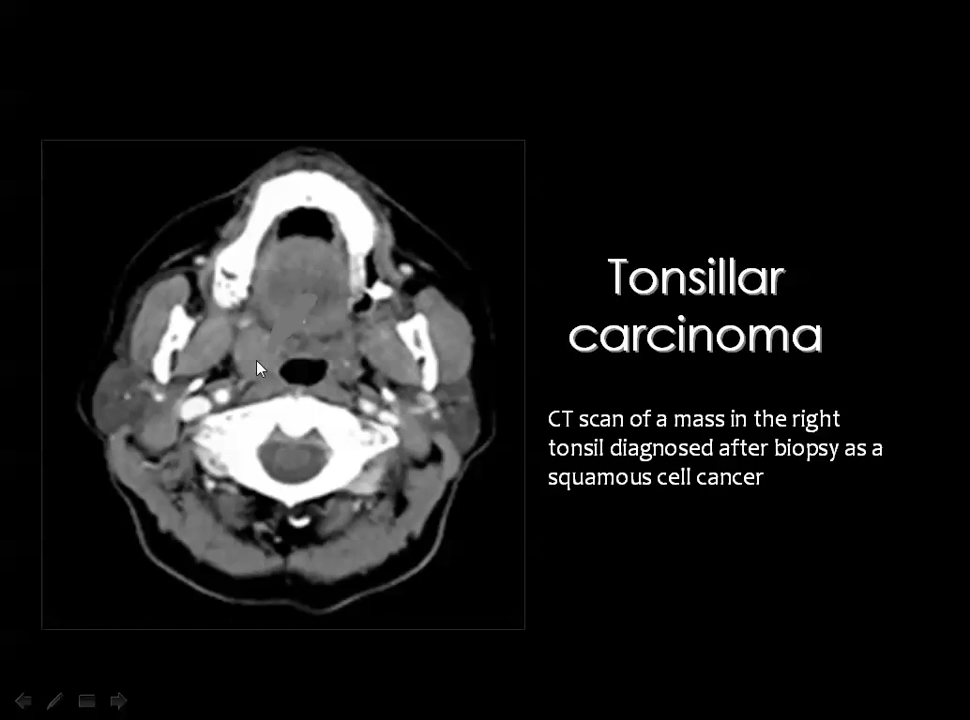 Tonsillar
carcinoma
CT scan of a mass in the right
tonsil diagnosed after biopsy as a
squamous cell cancer